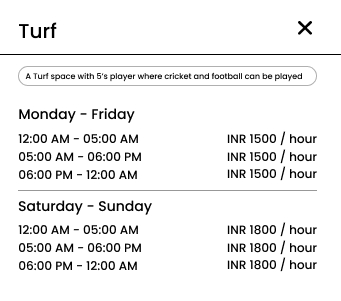 Turf
A Turf space with 5's player where cricket and football can be played
Monday - Friday
12:00 AM - 05:00 AM INR 1500 / hour
05:00 AM - 06:00 PM INR 1500 / hour
06:00 PM - 12:00 AM INR 1500 / hour
Saturday - Sunday
12:00 AM - 05:00 AM INR 1800 / hour
05:00 AM - 06:00 PM INR 1800 / hour
06:00 PM - 12:00 AM INR 1800 / hour